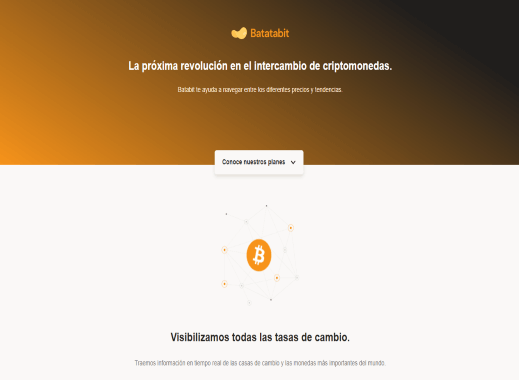 Batatabit
La próxima revolución en el intercambio de criptomonedas.
Batabit te ayuda a navegar entre los diferentes precios y tendencias.
Conoce nuestros planes
Visibilizamos todas las tasas de cambio.
Traemos información en tiempo real de las casas de cambio y las monedas más importantes del mundo.